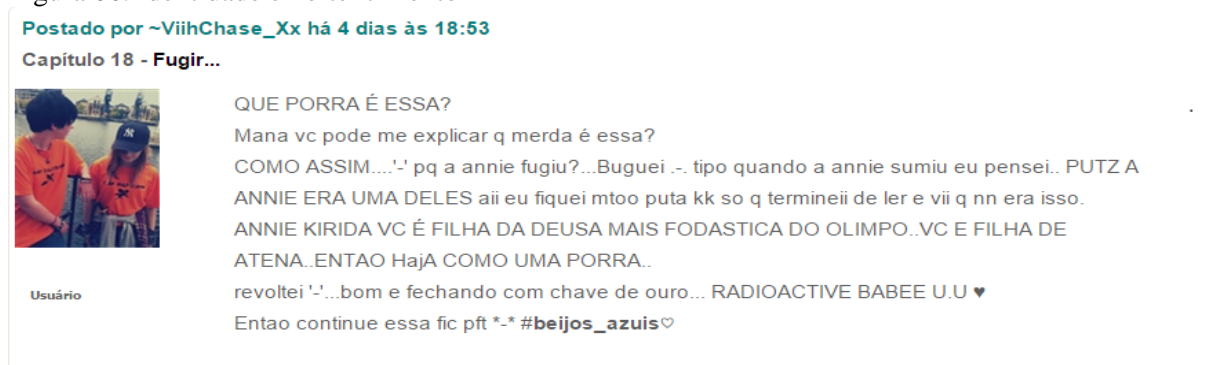 Postado por ~ViihChase_Xx há 4 dias às 18:53
Capítulo 18 - Fugir...
QUE PORRA É ESSA?
Mana vc pode me explicar q merda é essa?
COMO ASSIM....'-' pq a annie fugiu?...Buguei .-. tipo quando a annie sumiu eu pensei.. PUTZ A
ANNIE ERA UMA DELES aii eu fiquei mtoo puta kk so q termineii de ler e vii q nn era isso.
ANNIE KIRIDA VC É FILHA DA DEUSA MAIS FODASTICA DO OLIMPO..VC E FILHA DE
ATENA..ENTAO HajA COMO UMA PORRA..
Usuário
revoltei '-'...bom e fechando com chave de ouro... RADIOACTIVE BABEE U.U ♥
Entao continue essa fic pft *-* #beijos_azuis♡